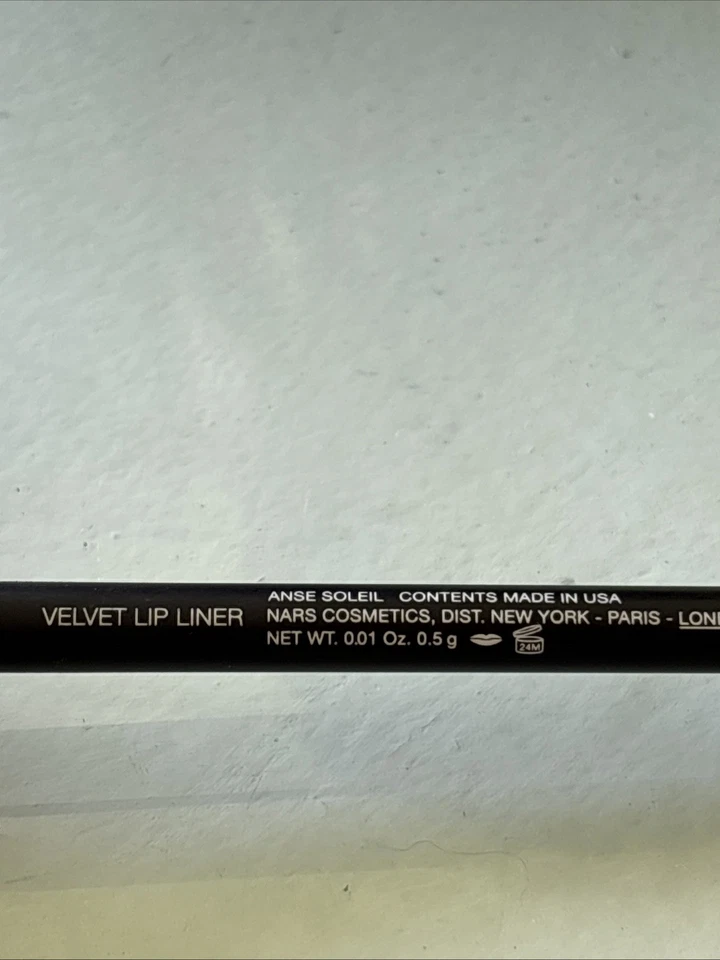 VELVET LIP LINER
ANSE SOLEIL CONTENTS MADE IN USA
NARS COSMETICS, DIST. NEW YORK - PARIS -
NET WT. 0.01 Oz. 0.5 g
24M